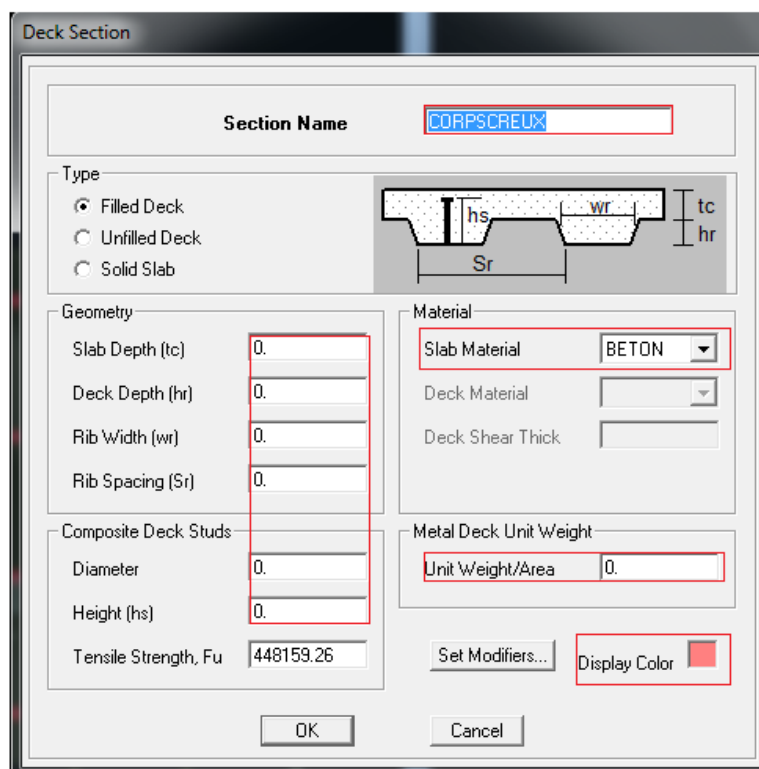 Deck Section
Section Name CORPSCREUX
Type
Filled Deck
Unfilled Deck
Solid Slab
hs wr tc
hr
Sr
Geometry
Slab Depth (tc) 0.
Deck Depth (hr) 0.
Rib Width (wr) 0.
Rib Spacing (Sr) 0.
Material
Slab Material BETON
Deck Material
Deck Shear Thick
Composite Deck Studs
Diameter 0.
Height (hs) 0.
Tensile Strength, Fu 448159.26
Metal Deck Unit Weight
Unit Weight/Area 0.
Set Modifiers... Display Color
OK Cancel